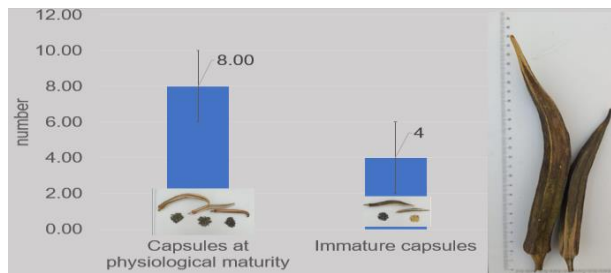 12.00
10.00
8.00
6.00
4.00
2.00
0.00
number
8.00
4
Capsules at
physiological maturity
Immature capsules